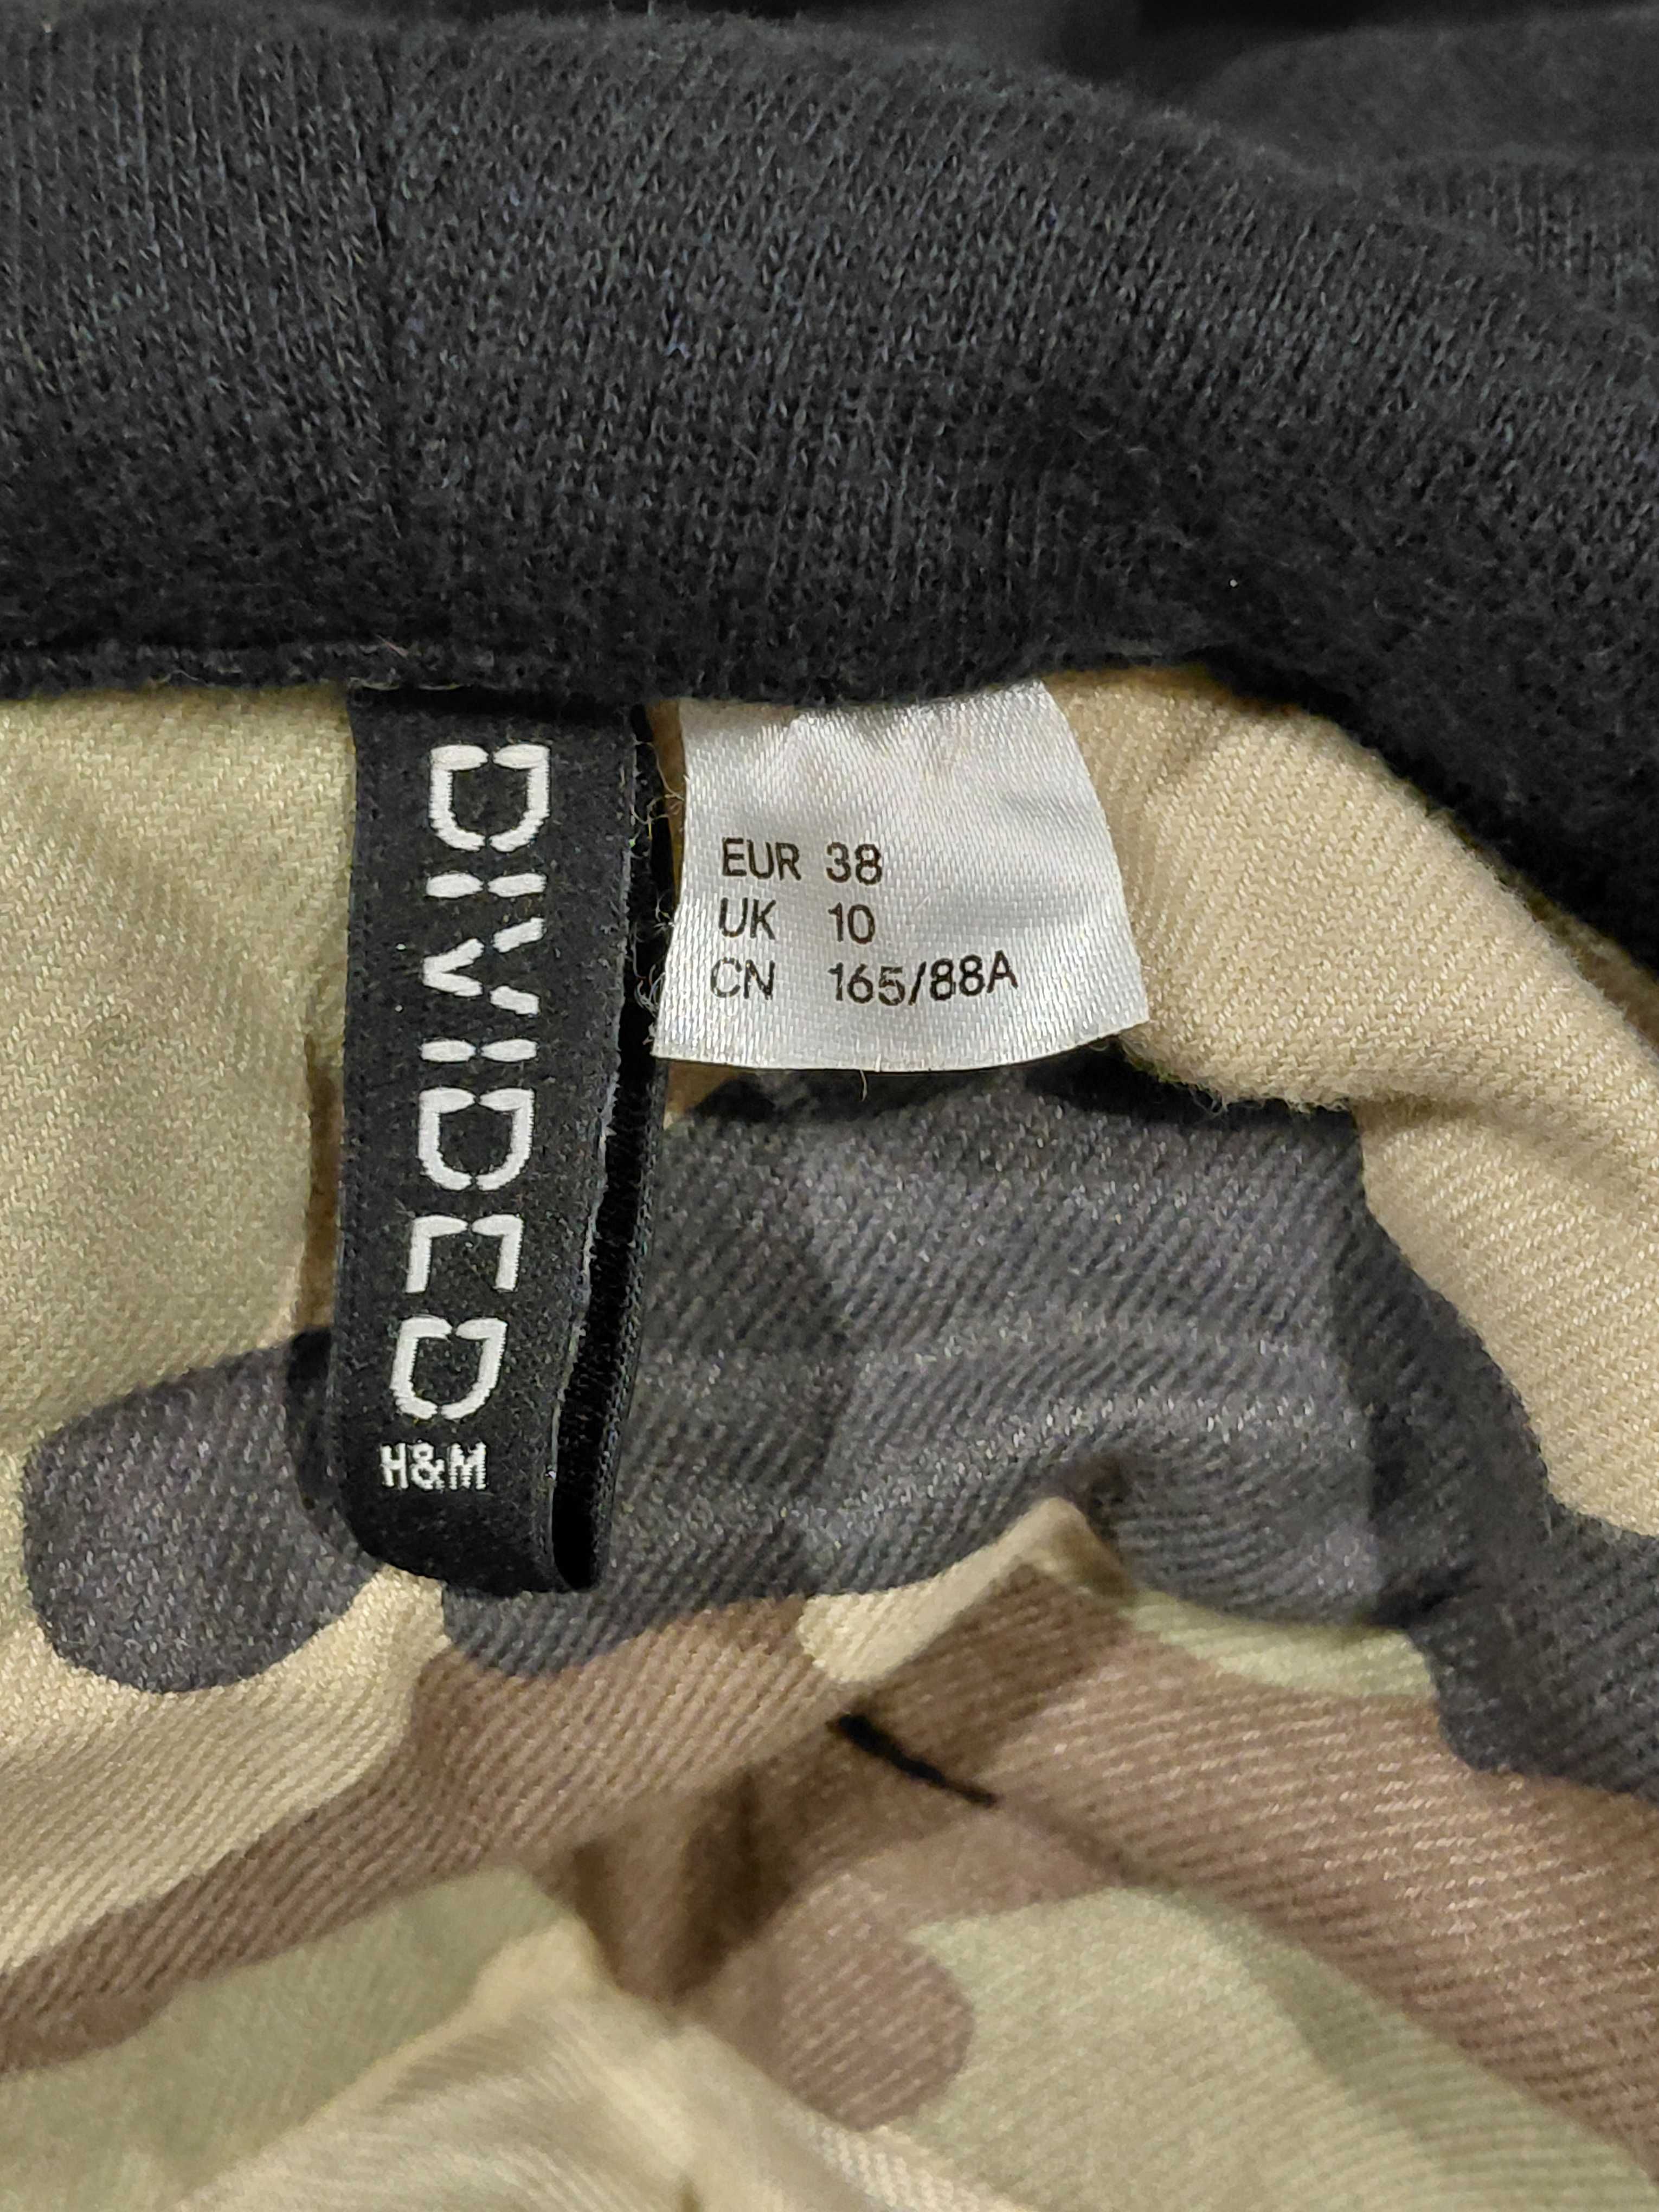 DIVIDED
H&M
EUR 38
UK 10
CN 165/88A